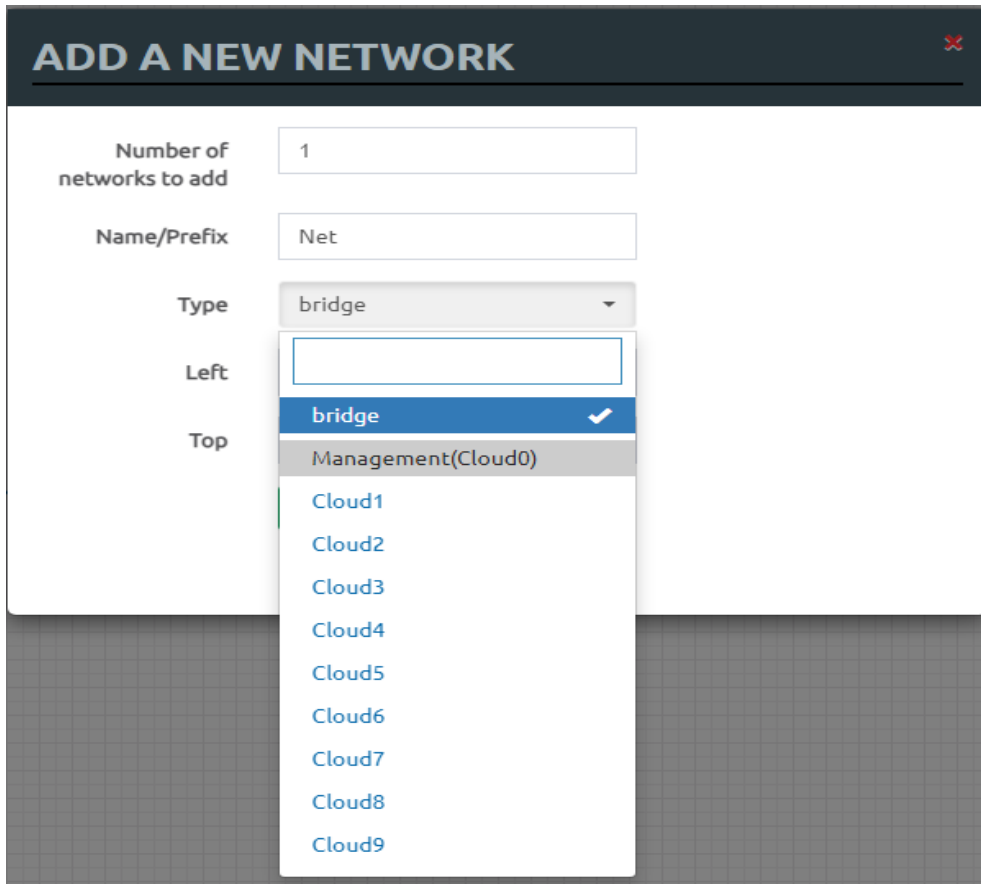 ADD A NEW NETWORK
Number of
networks to add
1
Name/Prefix
Net
Type
bridge
Left
Top
bridge
Management(Cloud0)
Cloud1
Cloud2
Cloud3
Cloud4
Cloud5
Cloud6
Cloud7
Cloud8
Cloud9